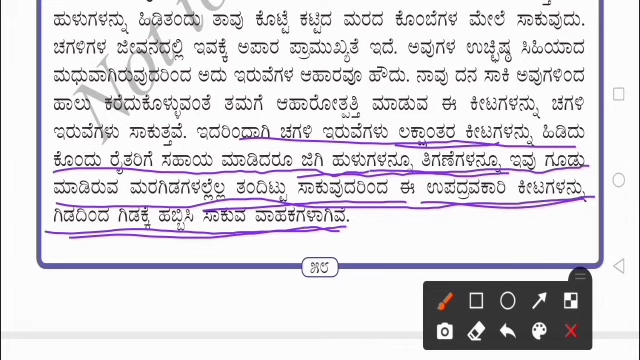 ಹುಳುಗಳನ್ನು ಹಿಡಿತಂದು ತಾವು ಕೊಟ್ಟೆ ಕಟ್ಟಿದ ಮರದ ಕೊಂಬೆಗಳ ಮೇಲೆ ಸಾಕುವುದು.
ಚಗಳಿಗಳ ಜೀವನದಲ್ಲಿ ಇವಕ್ಕೆ ಅಪಾರ ಪ್ರಾಮುಖ್ಯತೆ ಇದೆ. ಅವುಗಳ ಉಚ್ಛಿಷ್ಠ ಸಿಹಿಯಾದ
ಮಧುವಾಗಿರುವುದರಿಂದ ಅದು ಇರುವೆಗಳ ಆಹಾರವೂ ಹೌದು. ನಾವು ದನ ಸಾಕಿ ಅವುಗಳಿಂದ
ಹಾಲು ಕರೆದುಕೊಳ್ಳುವಂತೆ ತಮಗೆ ಆಹಾರೋತ್ಪತ್ತಿ ಮಾಡುವ ಈ ಕೀಟಗಳನ್ನು ಚಗಳಿ
ಇರುವೆಗಳು ಸಾಕುತ್ತವೆ. ಇದರಿಂದಾಗಿ ಚಗಳಿ ಇರುವೆಗಳು ಲಕ್ಷಾಂತರ ಕೀಟಗಳನ್ನು ಹಿಡಿದು
ಕೊಂದು ರೈತರಿಗೆ ಸಹಾಯ ಮಾಡಿದರೂ ಜಿಗಿ ಹುಳುಗಳನ್ನೂ, ತಿಗಣೆಗಳನ್ನೂ ಇವು ಗೂಡು
ಮಾಡಿರುವ ಮರಗಿಡಗಳಲ್ಲೆಲ್ಲ ತಂದಿಟ್ಟು ಸಾಕುವುದರಿಂದ ಈ ಉಪದ್ರವಕಾರಿ ಕೀಟಗಳನ್ನು
ಗಿಡದಿಂದ ಗಿಡಕ್ಕೆ ಹಬ್ಬಿಸಿ ಸಾಕುವ ವಾಹಕಗಳಾಗಿವೆ.
೫೮
Not